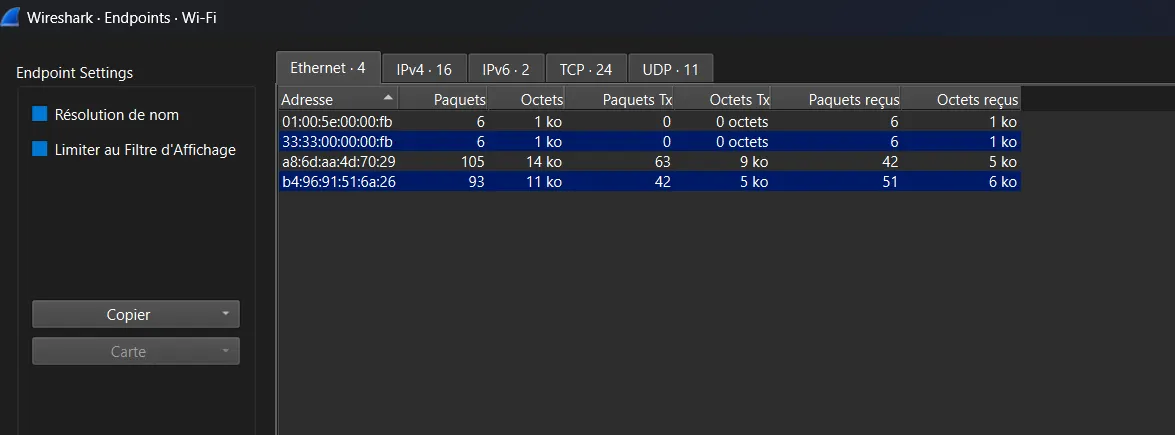 Wireshark · Endpoints · Wi-Fi
Endpoint Settings
Résolution de nom
Limiter au Filtre d'Affichage
Copier
Carte
Ethernet · 4 IPv4 · 16 IPv6 · 2 TCP · 24 UDP · 11
Adresse Paquets Octets Paquets Tx Octets Tx Paquets reçus Octets reçus
01:00:5e:00:00:fb 6 1 ko 0 0 octets 6 1 ko
33:33:00:00:00:fb 6 1 ko 0 0 octets 6 1 ko
a8:6d:aa:4d:70:29 105 14 ko 63 9 ko 42 5 ko
b4:96:91:51:6a:26 93 11 ko 42 5 ko 51 6 ko